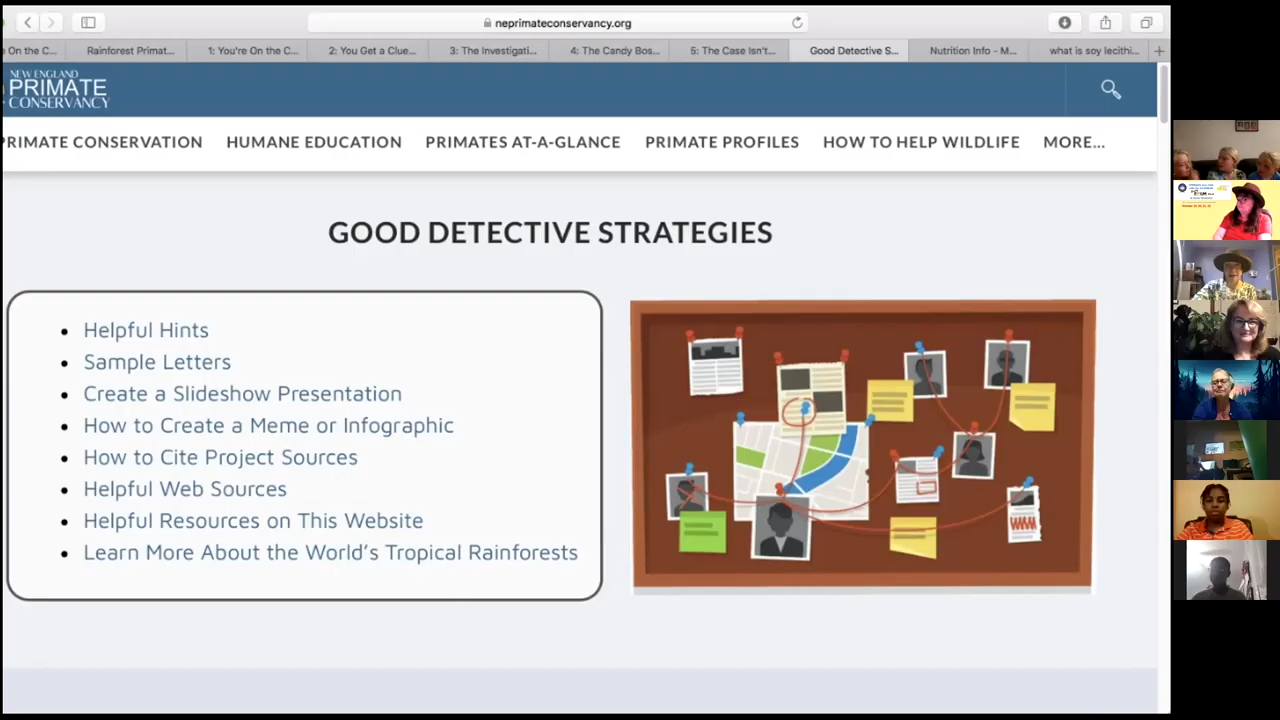 neprimateconservancy.org
On the C...
Rainforest Primat...
1: You're On the C...
2: You Get a Clue...
3: The Investigati...
4: The Candy Bos...
5: The Case Isn't...
Good Detective S...
Nutrition Info - M...
what is soy lecithi...
NEW ENGLAND
PRIMATE
CONSERVANCY
PRIMATE CONSERVATION
HUMANE EDUCATION
PRIMATES AT-A-GLANCE
PRIMATE PROFILES
HOW TO HELP WILDLIFE
MORE...
GOOD DETECTIVE STRATEGIES
Helpful Hints
Sample Letters
Create a Slideshow Presentation
How to Create a Meme or Infographic
How to Cite Project Sources
Helpful Web Sources
Helpful Resources on This Website
Learn More About the World's Tropical Rainforests